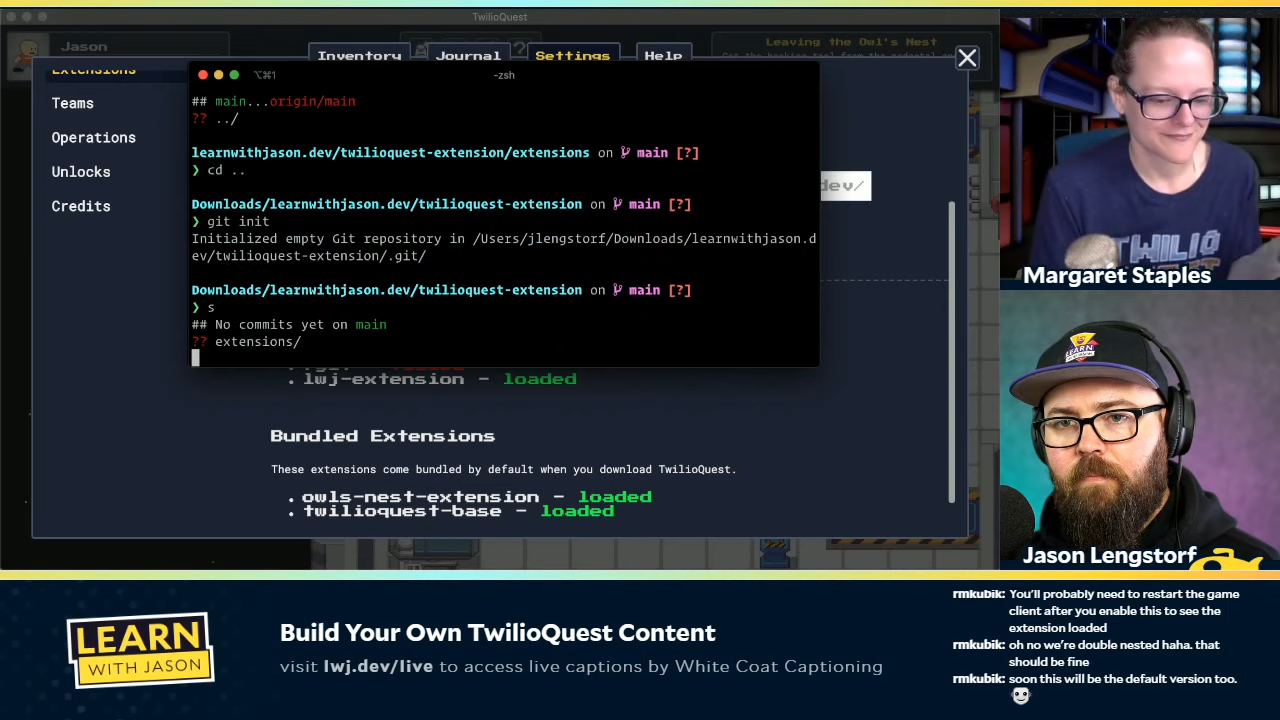 TwilioQuest
Jason
Leaving the Owl's Nest
Inventory
Journal
Settings
Help
Extensions
Teams
Operations
Unlocks
Credits
⌥⌘1
-zsh
## main...origin/main
?? ../
learnwithjason.dev/twilioquest-extension/extensions on main [?]
❯ cd ..
Downloads/learnwithjason.dev/twilioquest-extension on main [?]
❯ git init
Initialized empty Git repository in /Users/jlengstorf/Downloads/learnwithjason.d
ev/twilioquest-extension/.git/
Downloads/learnwithjason.dev/twilioquest-extension on main [?]
❯ s
## No commits yet on main
?? extensions/
dev/
. lwj-extension - loaded
Bundled Extensions
These extensions come bundled by default when you download TwilioQuest.
. owls-nest-extension - loaded
. twilioquest-base - loaded
TWILIO
QUEST
Margaret Staples
LEARN
Jason Lengstorf
LEARN
WITH JASON
Build Your Own TwilioQuest Content
visit lwj.dev/live to access live captions by White Coat Captioning
rmkubik: You'll probably need to restart the game
client after you enable this to see the
extension loaded
rmkubik: oh no we're double nested haha. that
should be fine
rmkubik: soon this will be the default version too.